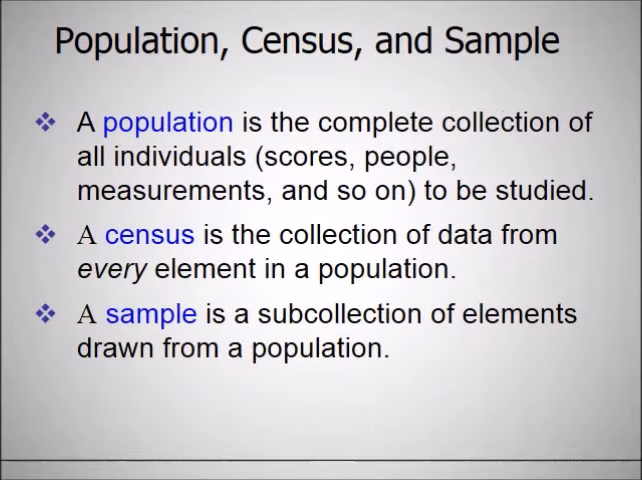 Population, Census, and Sample
A population is the complete collection of
all individuals (scores, people,
measurements, and so on) to be studied.
A census is the collection of data from
every element in a population.
A sample is a subcollection of elements
drawn from a population.